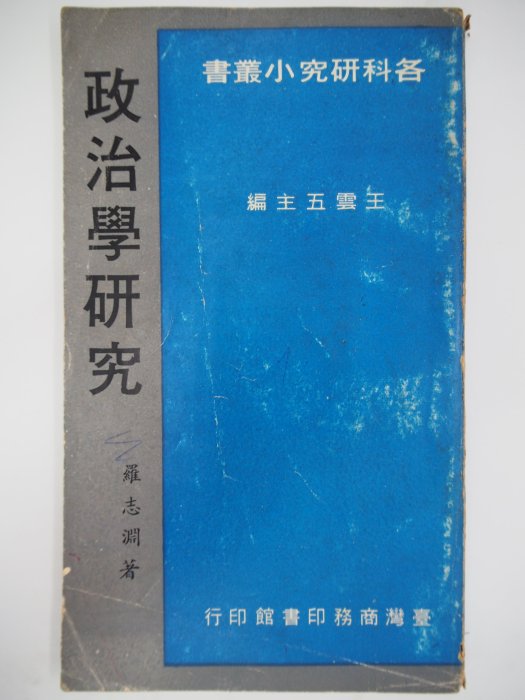 各科研究小叢書
王雲五主編
政治學研究
羅志淵著
臺灣商務印書館印行